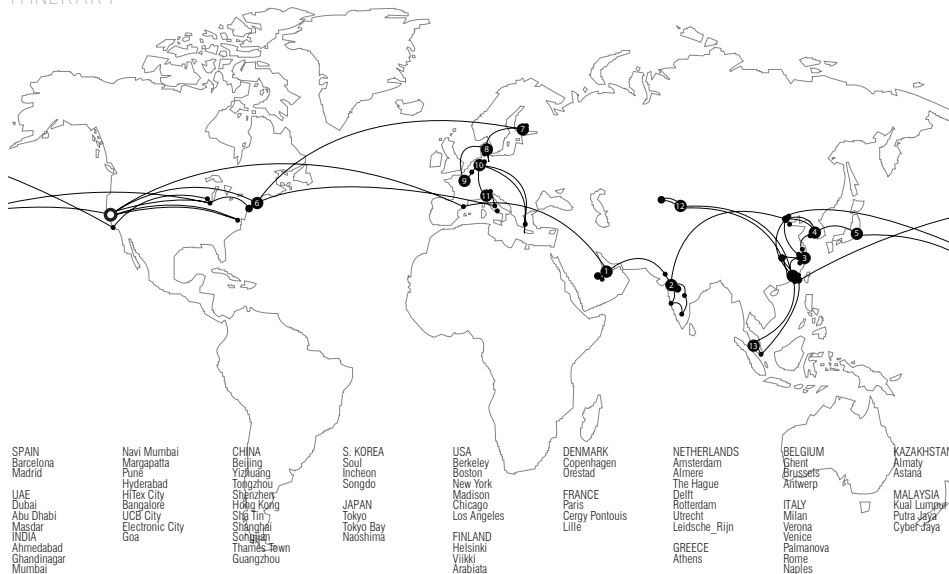 ITINERARY
7
8
10
9
11
6
12
4
5
3
1
2
13
SPAIN
Barcelona
Madrid
UAE
Dubai
Abu Dhabi
Masdar
INDIA
Ahmedabad
Ghandinagar
Mumbai
Navi Mumbai
Margapatta
Pune
Hyderabad
HiTex City
Bangalore
UCB City
Electronic City
Goa
CHINA
Beijing
Yizhuang
Tongzhou
Shenzhen
Hong Kong
Sha Tin
Shanghai
Thames Town
Guangzhou
S. KOREA
Soul
Incheon
Songdo
JAPAN
Tokyo
Tokyo Bay
Naoshima
USA
Berkeley
Boston
New York
Madison
Chicago
Los Angeles
FINLAND
Helsinki
Viikki
Arabiata
DENMARK
Copenhagen
Orestad
FRANCE
Paris
Cergy Pontouis
Lille
NETHERLANDS
Amsterdam
Almere
The Hague
Delft
Rotterdam
Utrecht
Leidsche_Rijn
GREECE
Athens
BELGIUM
Ghent
Brussels
Antwerp
ITALY
Milan
Verona
Venice
Palmanova
Rome
Naples
KAZAKHSTAN
Almaty
Astana
MALAYSIA
Kual Lumpur
Putra Jaya
Cyber Jaya